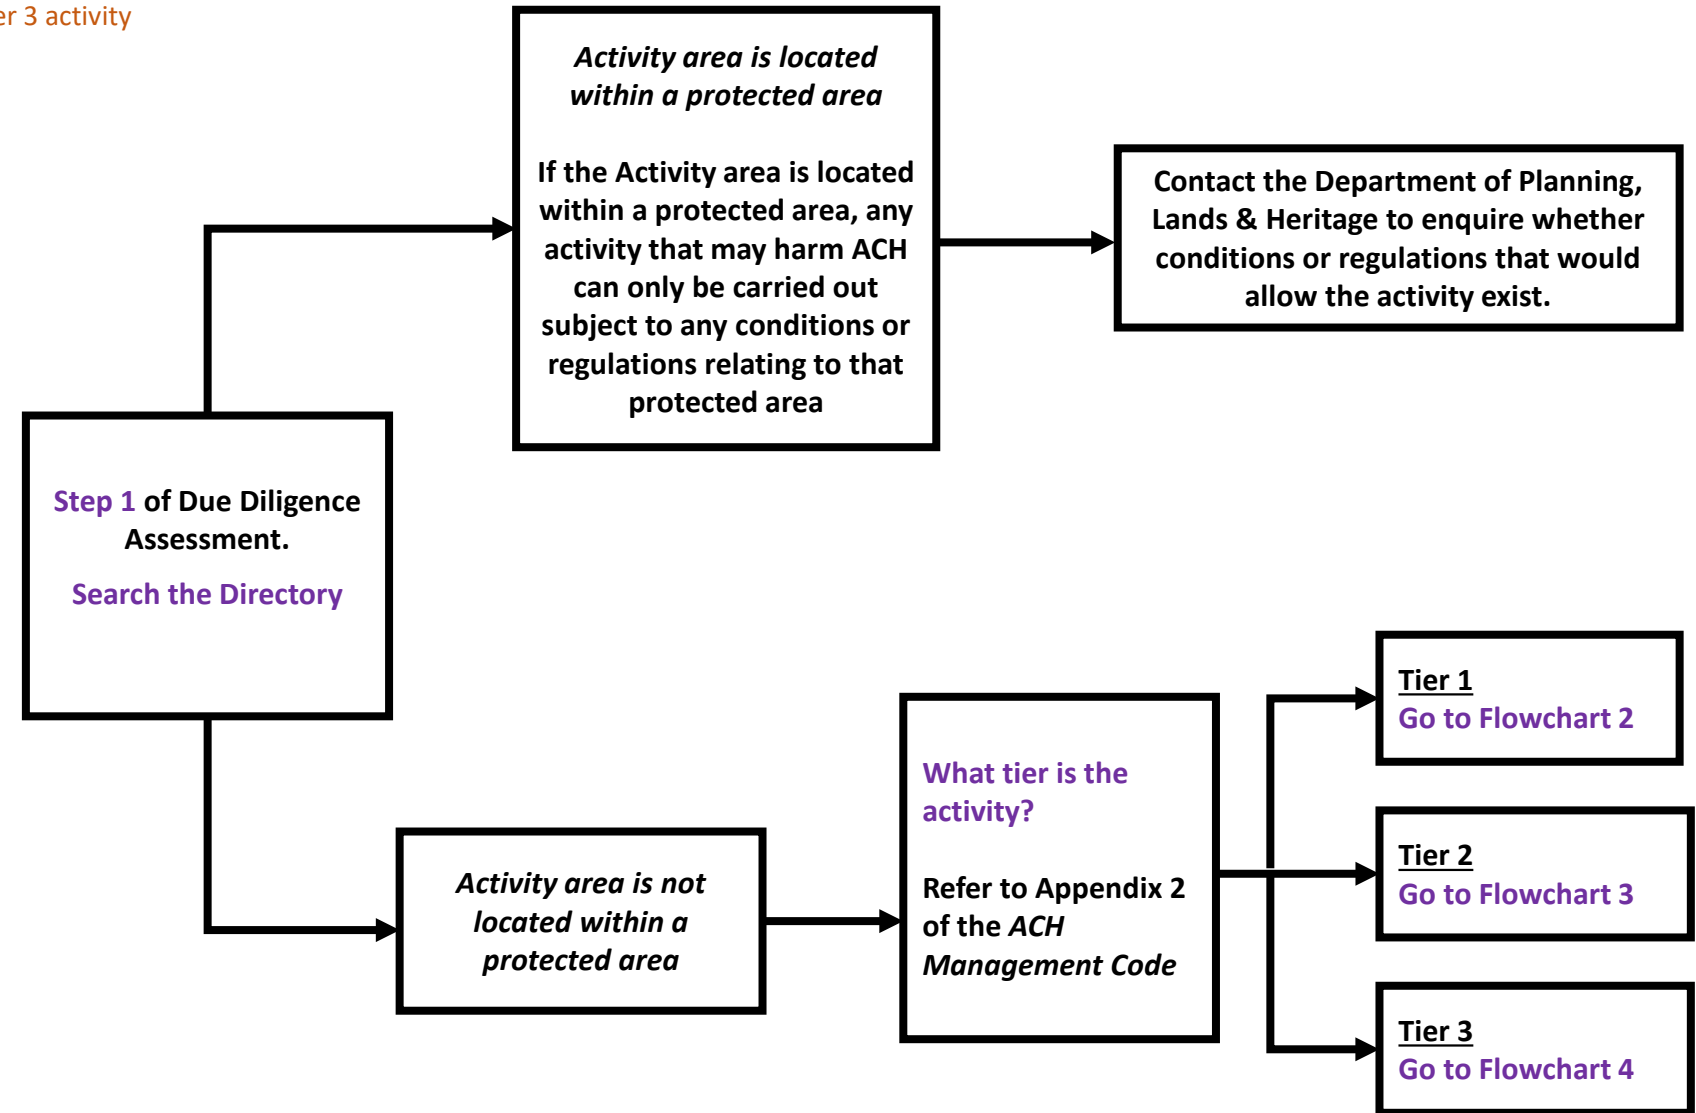 er 3 activity
Activity area is located
within a protected area
If the Activity area is located
within a protected area, any
activity that may harm ACH
can only be carried out
subject to any conditions or
regulations relating to that
protected area
Contact the Department of Planning,
Lands & Heritage to enquire whether
conditions or regulations that would
allow the activity exist.
Step 1 of Due Diligence
Assessment.
Search the Directory
Activity area is not
located within a
protected area
What tier is the
activity?
Refer to Appendix 2
of the ACH
Management Code
Tier 1
Go to Flowchart 2
Tier 2
Go to Flowchart 3
Tier 3
Go to Flowchart 4